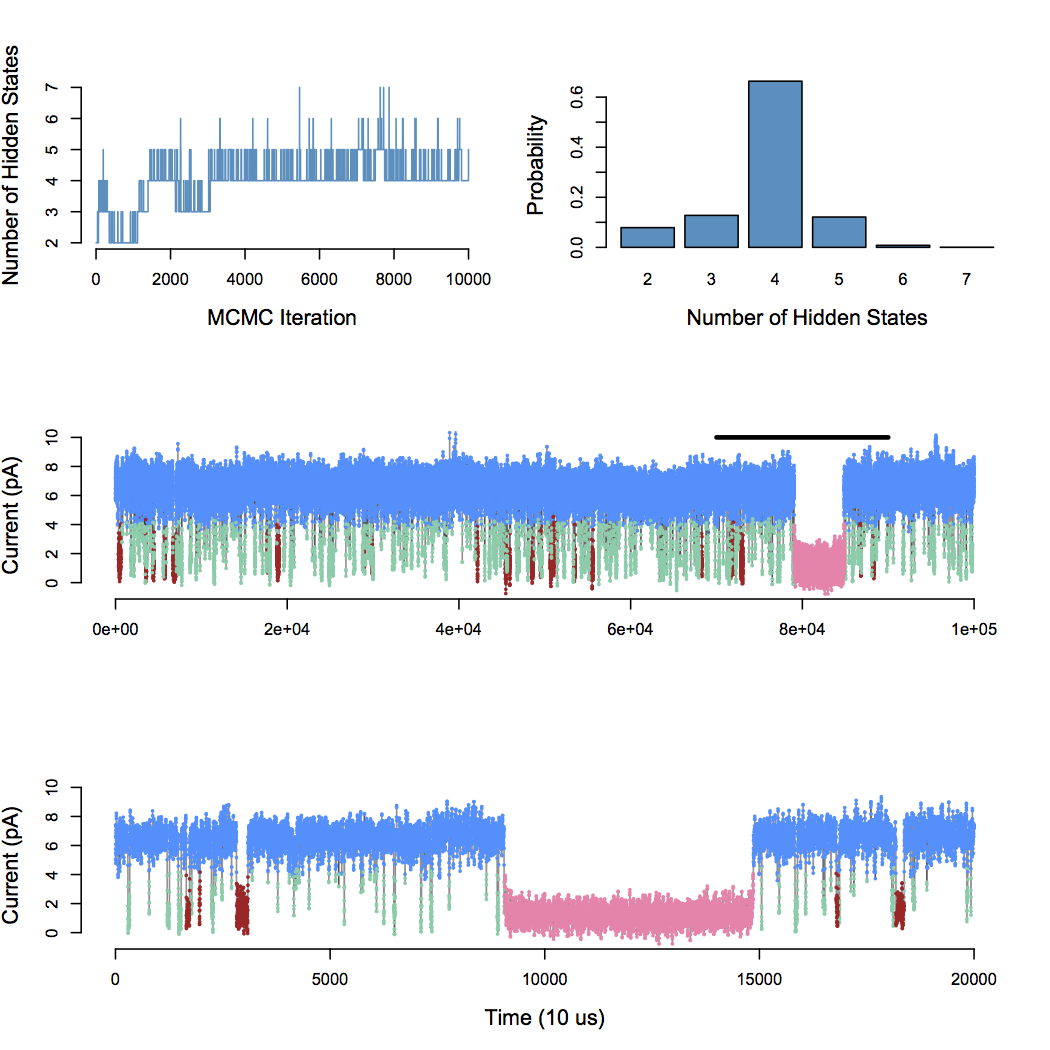 Number of Hidden States
7
6
5
4
3
2
0 2000 4000 6000 8000 10000
MCMC Iteration
Probability
0.6
0.4
0.2
0.0
2 3 4 5 6 7
Number of Hidden States
Current (pA)
10
8
6
4
2
0
0e+00 2e+04 4e+04 6e+04 8e+04 1e+05
Current (pA)
10
8
6
4
2
0
0 5000 10000 15000 20000
Time (10 us)